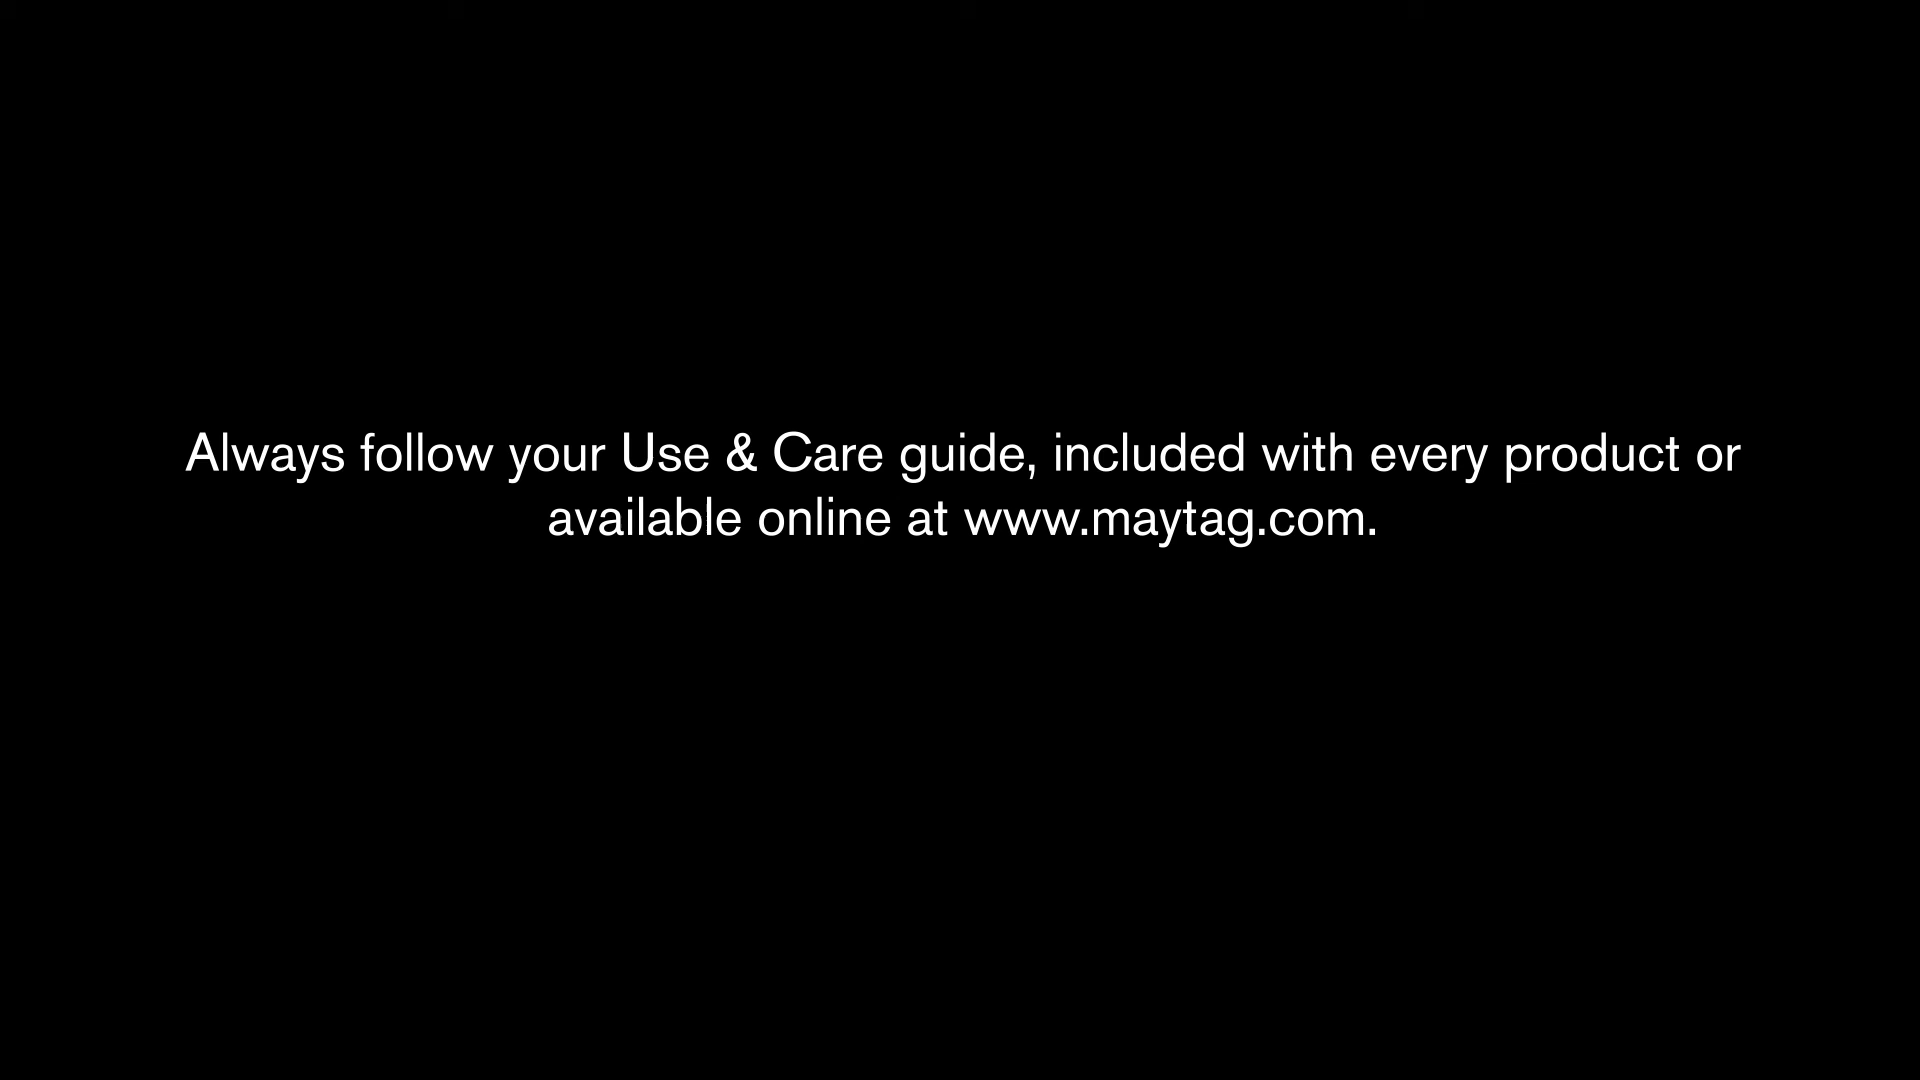 Always follow your Use & Care guide, included with every product or
available online at www.maytag.com.